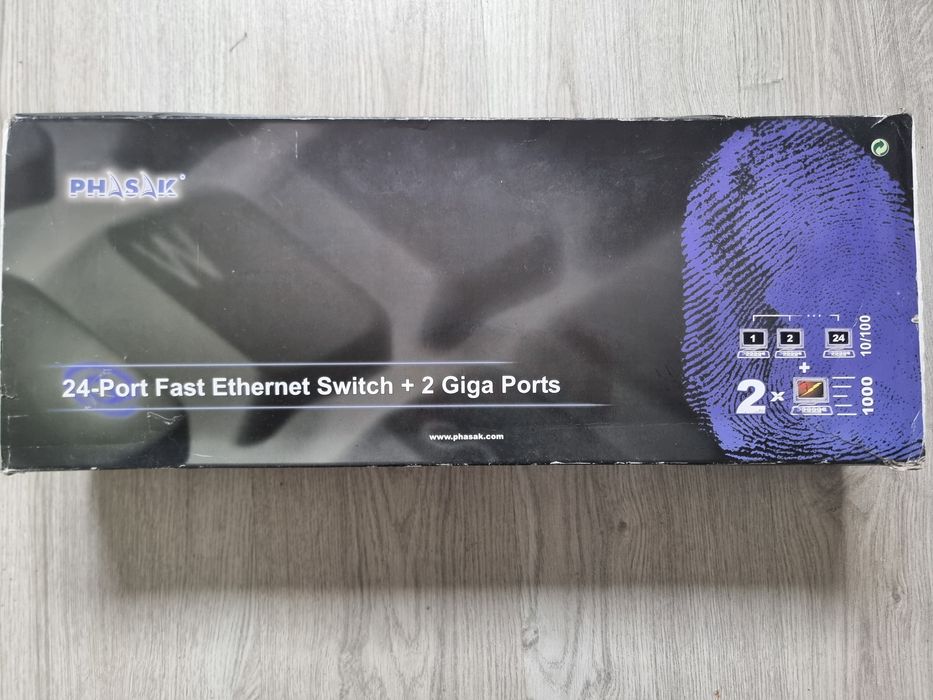 PHASAK
24-Port Fast Ethernet Switch + 2 Giga Ports
www.phasak.com
1 2 ... 24
10/100
+
2 x
1000